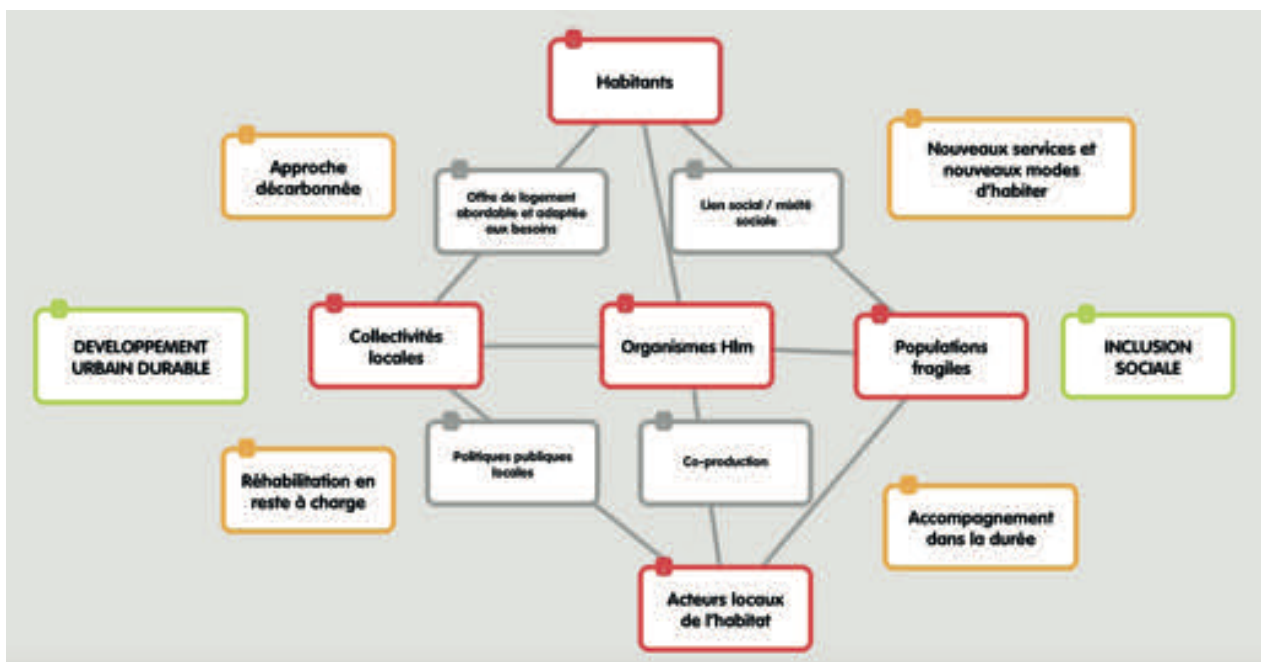 Habitants
Approche
décarbonnée
Nouveaux services et
nouveaux modes
d'habiter
Offre de logement
abordable et adaptée
aux besoins
Lien social / mixité
sociale
DEVELOPPEMENT
URBAIN DURABLE
Collectivités
locales
Organismes Hlm
Populations
fragiles
INCLUSION
SOCIALE
Réhabilitation en
reste à charge
Politiques publiques
locales
Co-production
Accompagnement
dans la durée
Acteurs locaux
de l'habitat